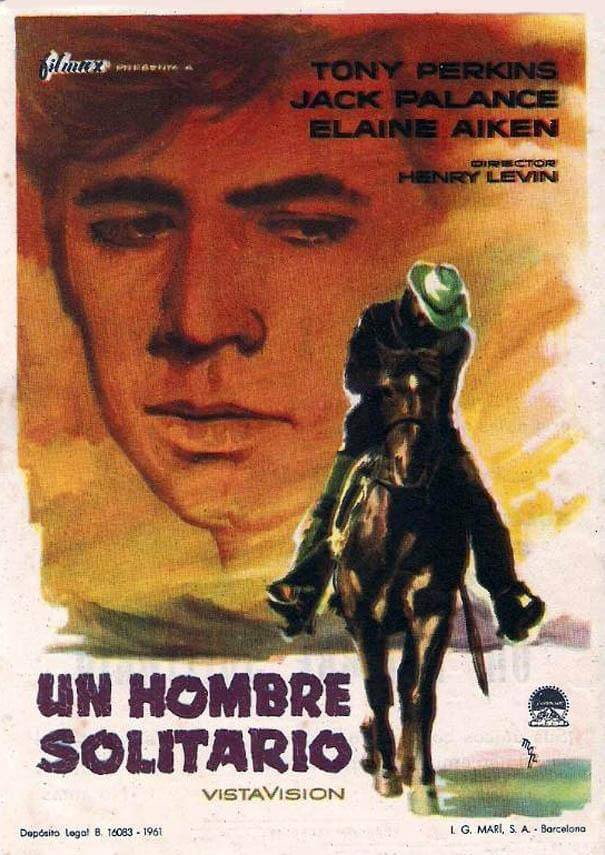 filmax PRESENTA A
TONY PERKINS
JACK PALANCE
ELAINE AIKEN
DIRECTOR
HENRY LEVIN
UN HOMBRE
SOLITARIO
VISTAVISION
Depósito Legal B. 16083 - 1961
I. G. MARÍ, S. A. - Barcelona